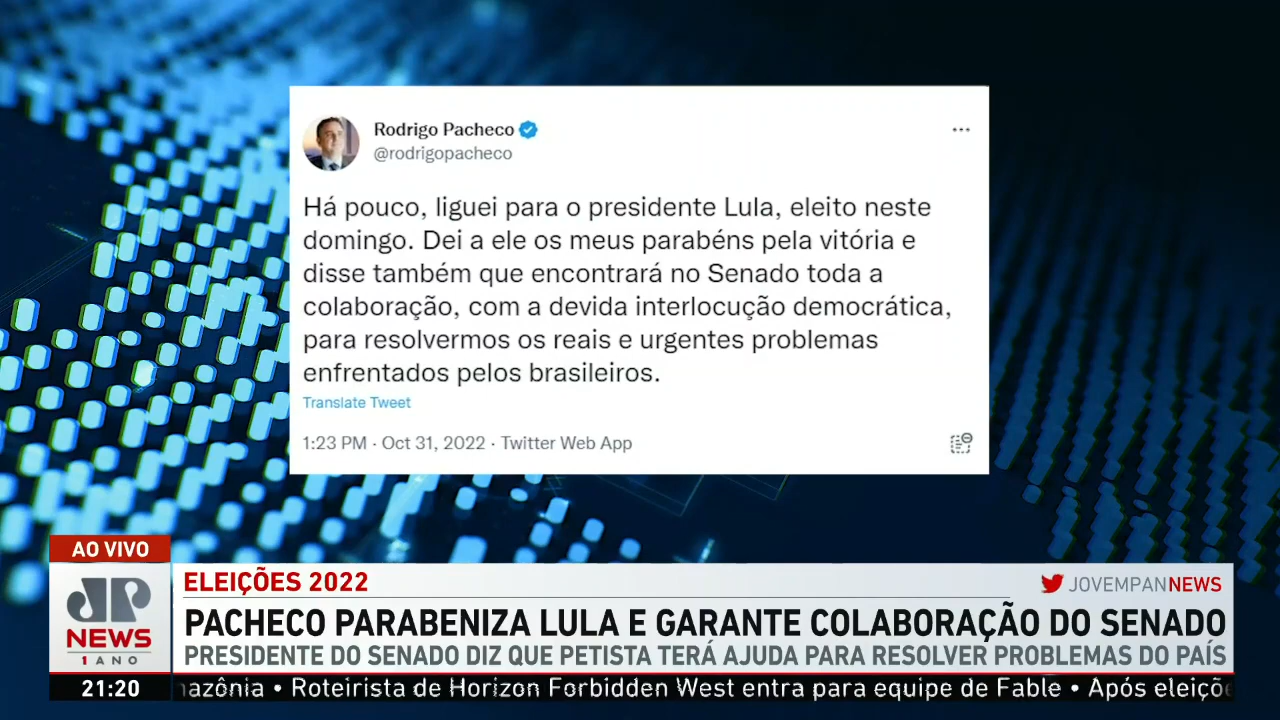 Rodrigo Pacheco
@rodrigopacheco
Há pouco, liguei para o presidente Lula, eleito neste
domingo. Dei a ele os meus parabéns pela vitória e
disse também que encontrará no Senado toda a
colaboração, com a devida interlocução democrática,
para resolvermos os reais e urgentes problemas
enfrentados pelos brasileiros.
Translate Tweet
1:23 PM · Oct 31, 2022 · Twitter Web App
AO VIVO
JP
NEWS
1 ANO
ELEIÇÕES 2022
JOVEMPANNEWS
PACHECO PARABENIZA LULA E GARANTE COLABORAÇÃO DO SENADO
PRESIDENTE DO SENADO DIZ QUE PETISTA TERÁ AJUDA PARA RESOLVER PROBLEMAS DO PAÍS
21:20
azônia • Roteirista de Horizon Forbidden West entra para equipe de Fable • Após eleiçõe